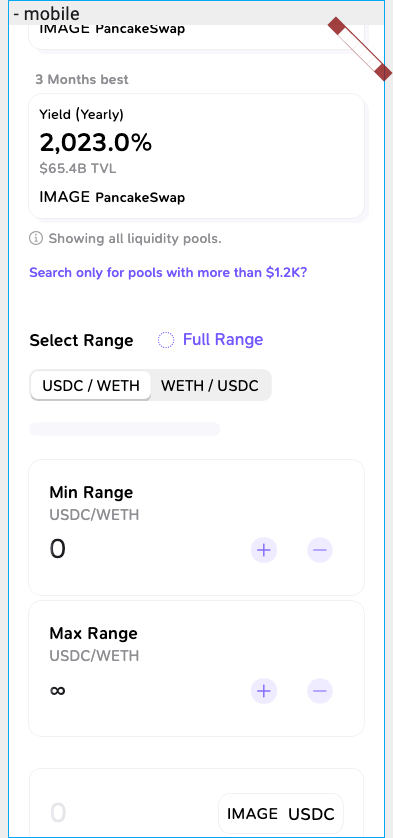 - mobile
IMAGE PancakeSwap
3 Months best
Yield (Yearly)
2,023.0%
$65.4B TVL
IMAGE PancakeSwap
Showing all liquidity pools.
Search only for pools with more than $1.2K?
Select Range Full Range
USDC / WETH WETH / USDC
Min Range
USDC/WETH
0
Max Range
USDC/WETH
∞
0 IMAGE USDC